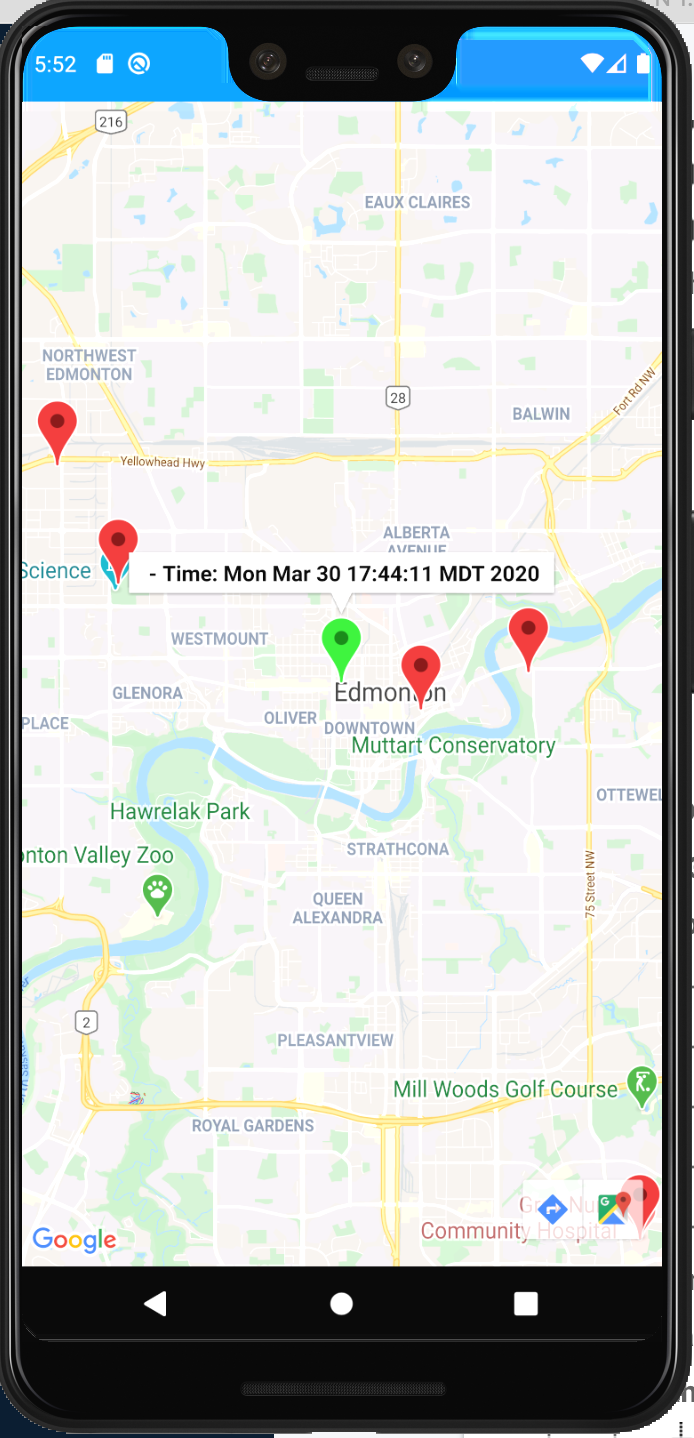 5:52
216
EAUX CLAIRES
NORTHWEST
EDMONTON
28
BALWIN
Fort Rd NW
Yellowhead Hwy
ALBERTA
AVENUE
Science
- Time: Mon Mar 30 17:44:11 MDT 2020
WESTMOUNT
Edmonton
GLENORA
OLIVER
DOWNTOWN
PLACE
Muttart Conservatory
OTTEWEL
Hawrelak Park
STRATHCONA
nton Valley Zoo
QUEEN
ALEXANDRA
75 Street NW
2
PLEASANTVIEW
Mill Woods Golf Course
ROYAL GARDENS
Community Hospital
Google